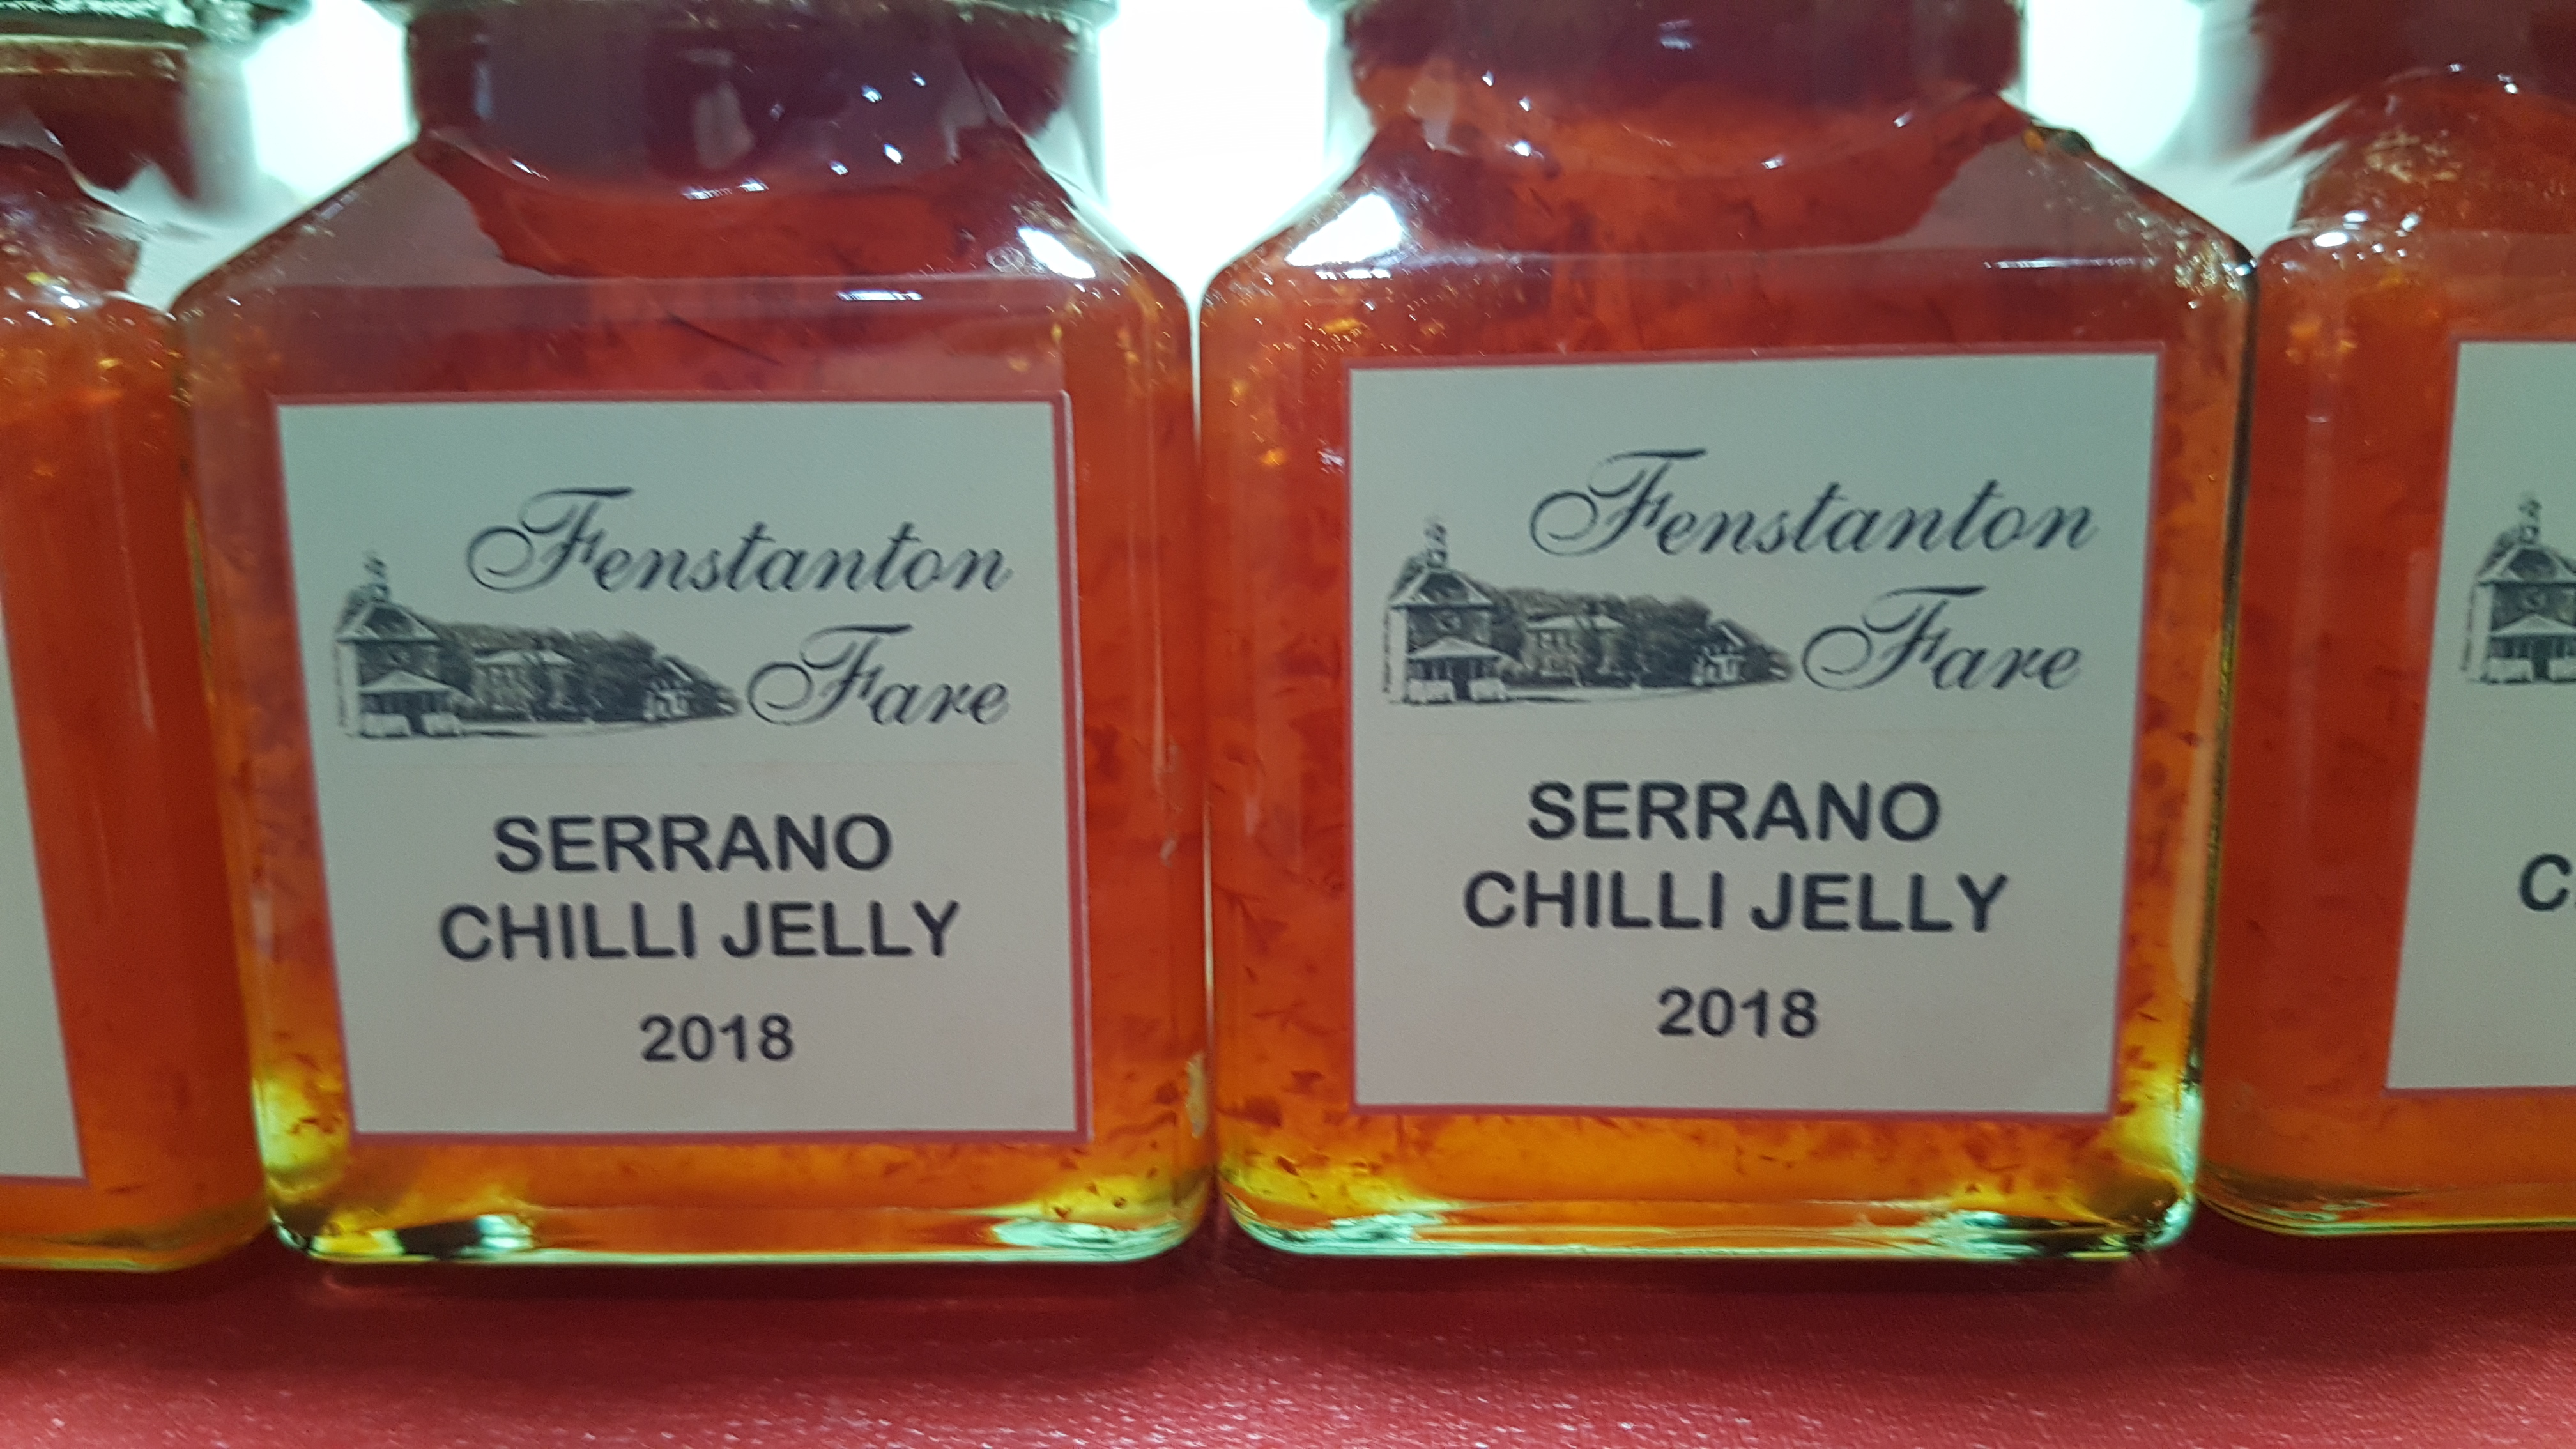 Fenstanton
Fare
SERRANO
CHILLI JELLY
2018
Fenstanton
Fare
SERRANO
CHILLI JELLY
2018
C